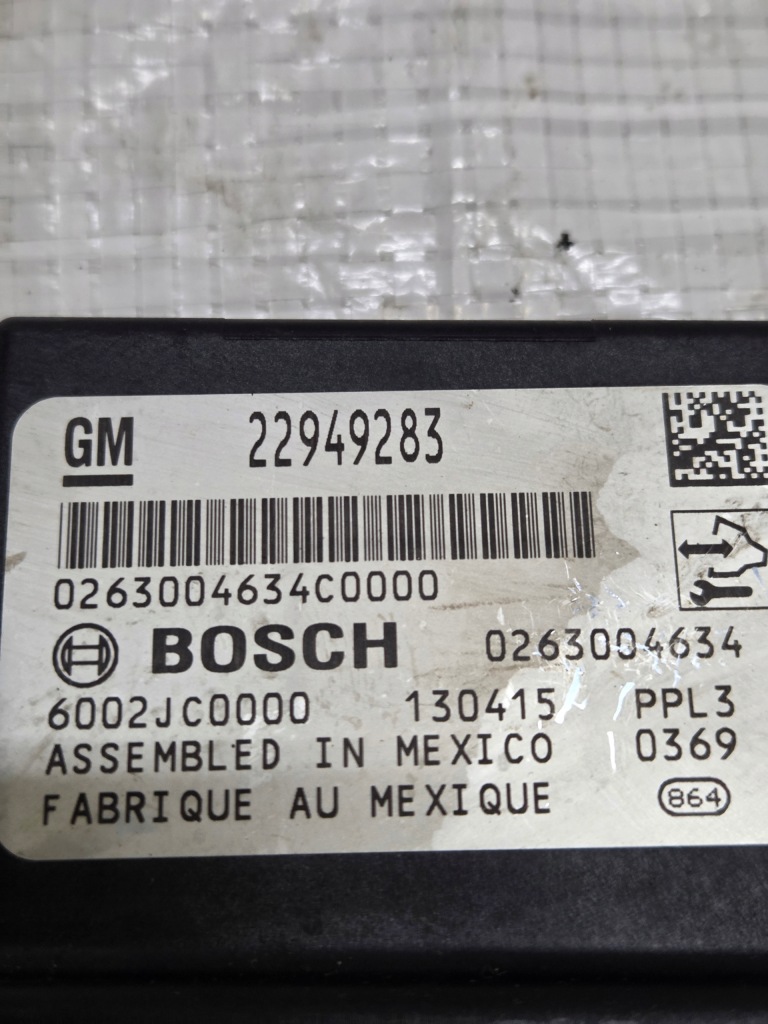 GM 22949283
0263004634C0000
BOSCH 0263004634
6002JC0000 130415 PPL3
ASSEMBLED IN MEXICO 0369
FABRIQUE AU MEXIQUE 864